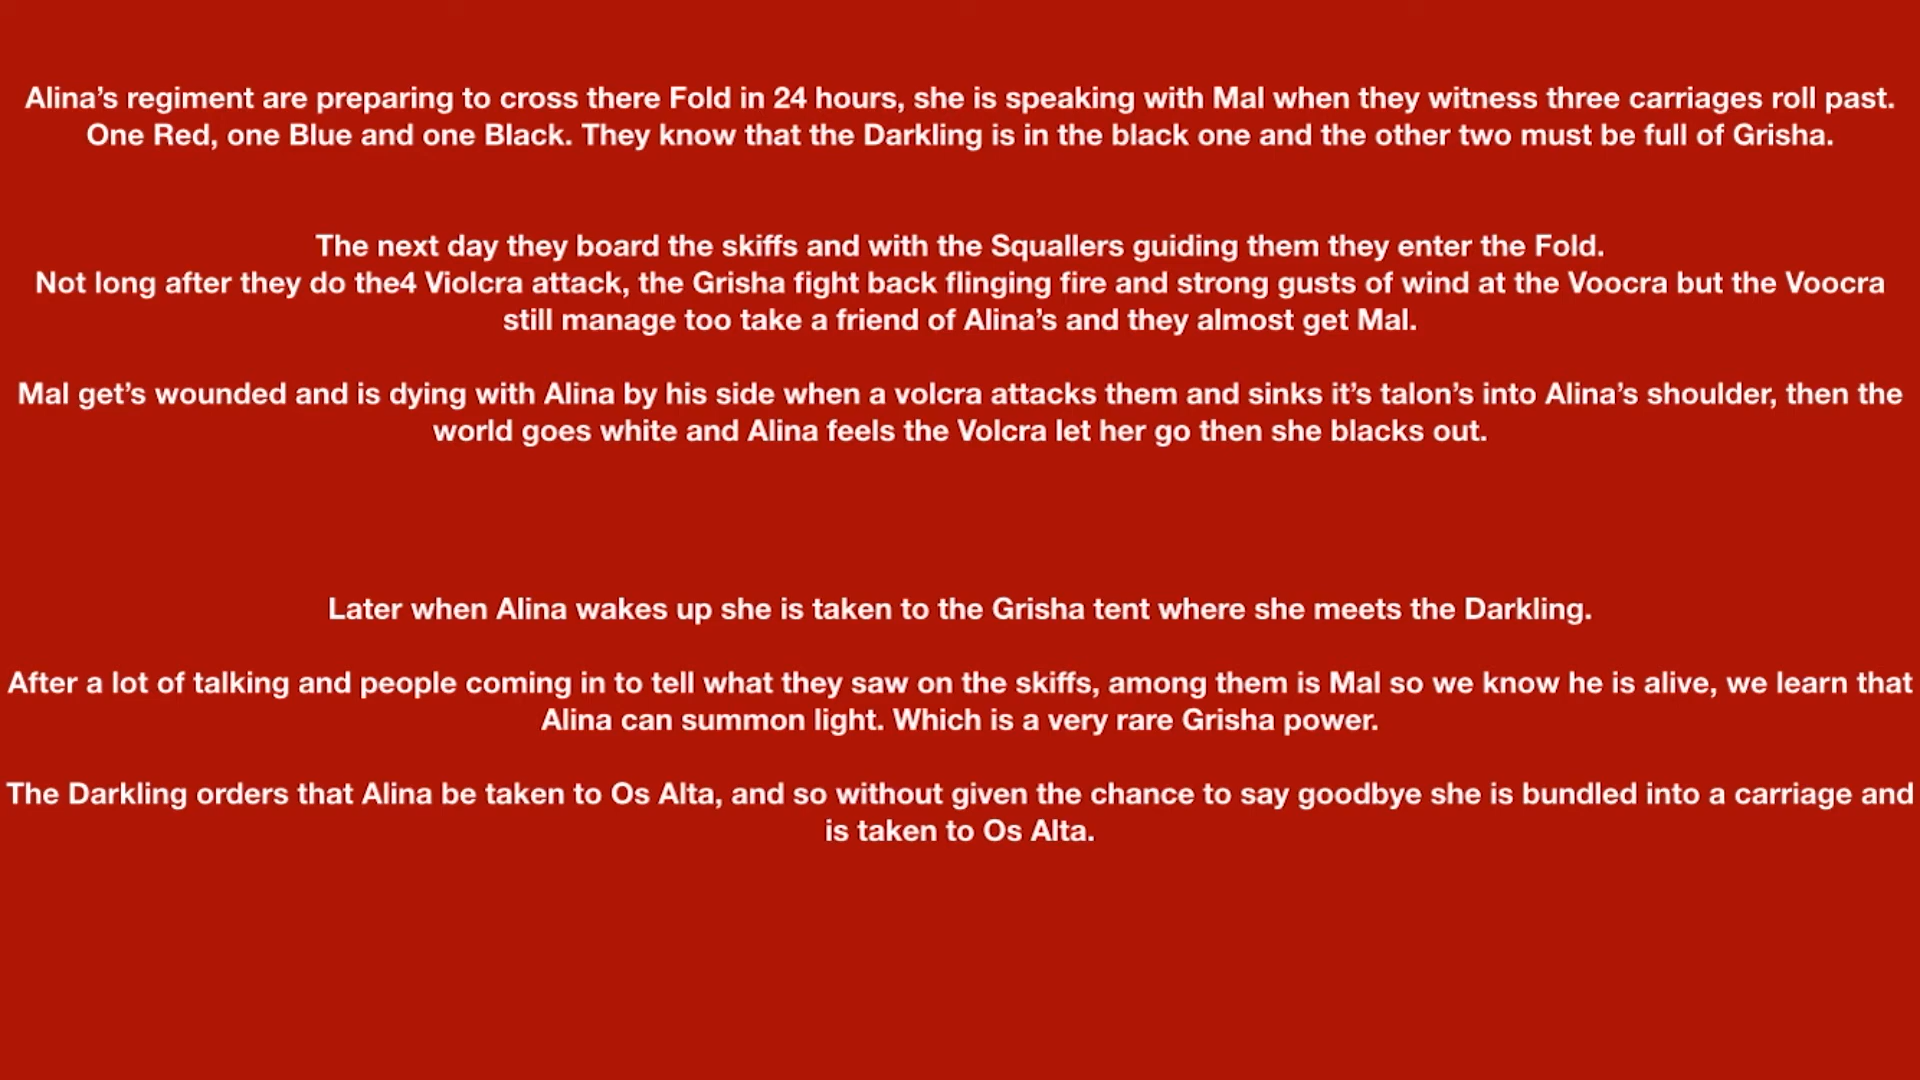 Alina’s regiment are preparing to cross there Fold in 24 hours, she is speaking with Mal when they witness three carriages roll past.
One Red, one Blue and one Black. They know that the Darkling is in the black one and the other two must be full of Grisha.
The next day they board the skiffs and with the Squallers guiding them they enter the Fold.
Not long after they do the4 Violcra attack, the Grisha fight back flinging fire and strong gusts of wind at the Voocra but the Voocra
still manage too take a friend of Alina’s and they almost get Mal.
Mal get’s wounded and is dying with Alina by his side when a volcra attacks them and sinks it’s talon’s into Alina’s shoulder, then the
world goes white and Alina feels the Volcra let her go then she blacks out.
Later when Alina wakes up she is taken to the Grisha tent where she meets the Darkling.
After a lot of talking and people coming in to tell what they saw on the skiffs, among them is Mal so we know he is alive, we learn that
Alina can summon light. Which is a very rare Grisha power.
The Darkling orders that Alina be taken to Os Alta, and so without given the chance to say goodbye she is bundled into a carriage and
is taken to Os Alta.